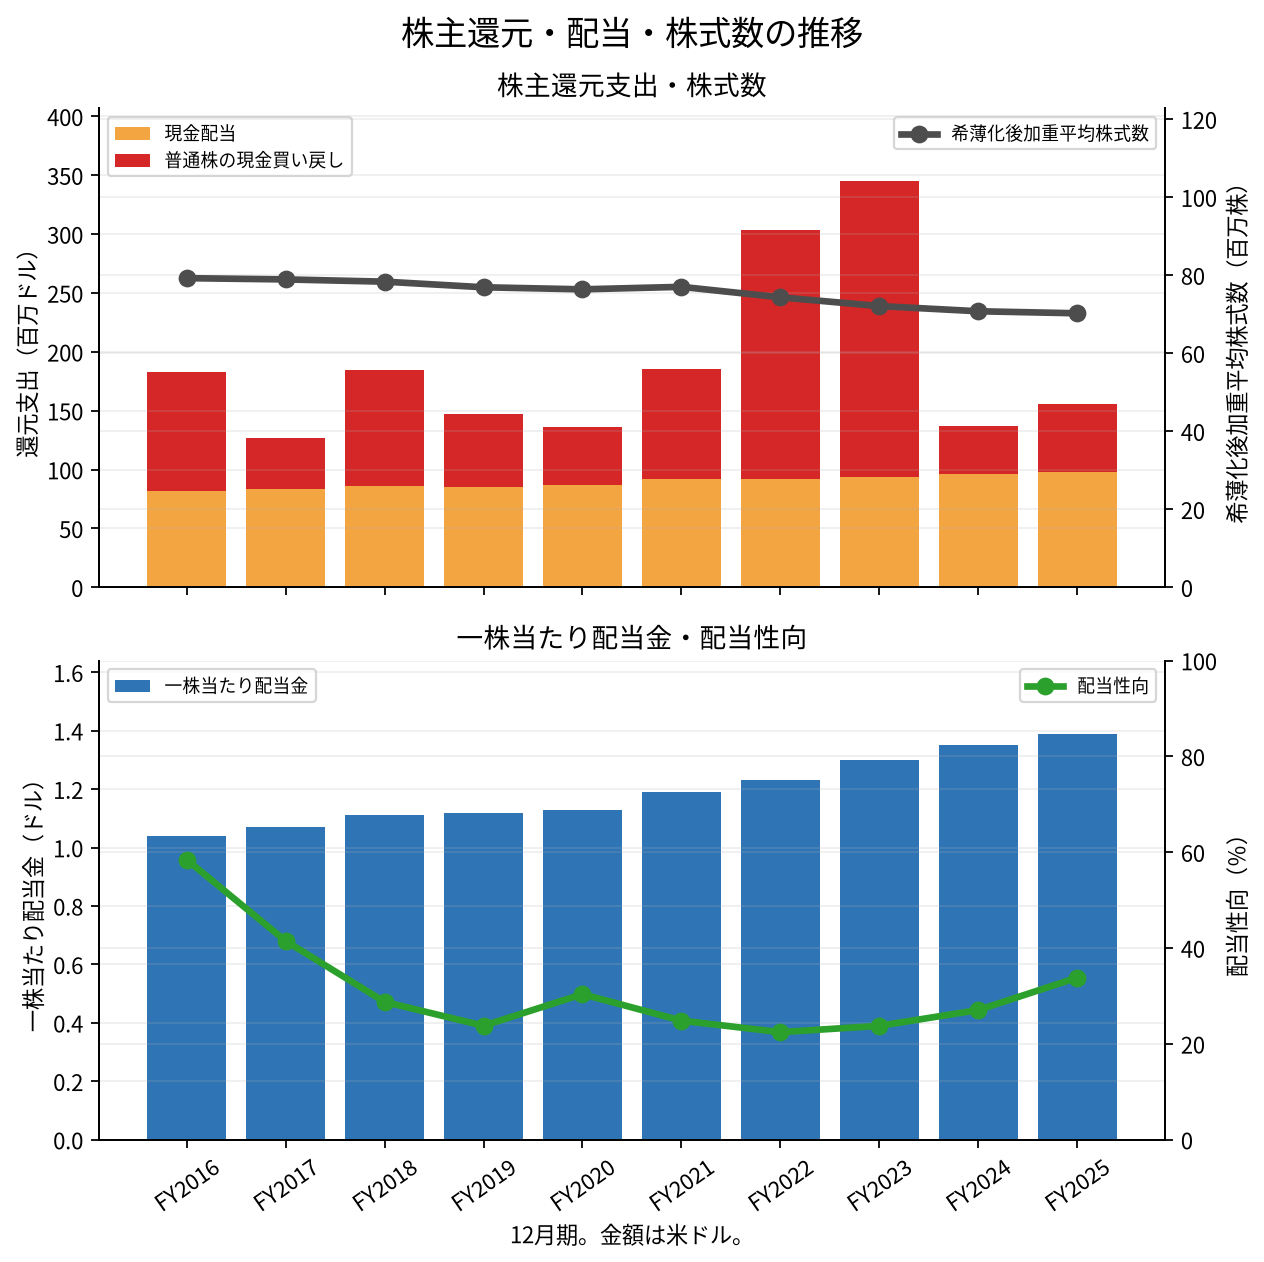 株主還元・配当・株式数の推移
株主還元支出・株式数
現金配当
普通株の現金買い戻し
希薄化後加重平均株式数
還元支出（百万ドル）
400
350
300
250
200
150
100
50
0
希薄化後加重平均株式数（百万株）
120
100
80
60
40
20
0
一株当たり配当金・配当性向
一株当たり配当金
配当性向
一株当たり配当金（ドル）
1.6
1.4
1.2
1.0
0.8
0.6
0.4
0.2
0.0
配当性向（%）
100
80
60
40
20
0
FY2016
FY2017
FY2018
FY2019
FY2020
FY2021
FY2022
FY2023
FY2024
FY2025
12月期。金額は米ドル。